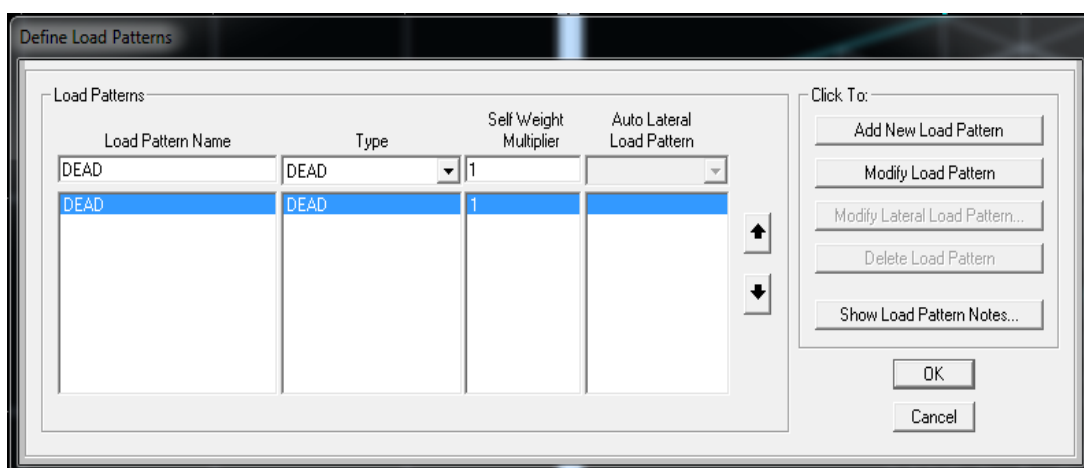 Define Load Patterns
Load Patterns
Click To:
Load Pattern Name
Type
Self Weight
Multiplier
Auto Lateral
Load Pattern
DEAD
DEAD
1
DEAD
DEAD
1
Add New Load Pattern
Modify Load Pattern
Modify Lateral Load Pattern...
Delete Load Pattern
Show Load Pattern Notes...
OK
Cancel